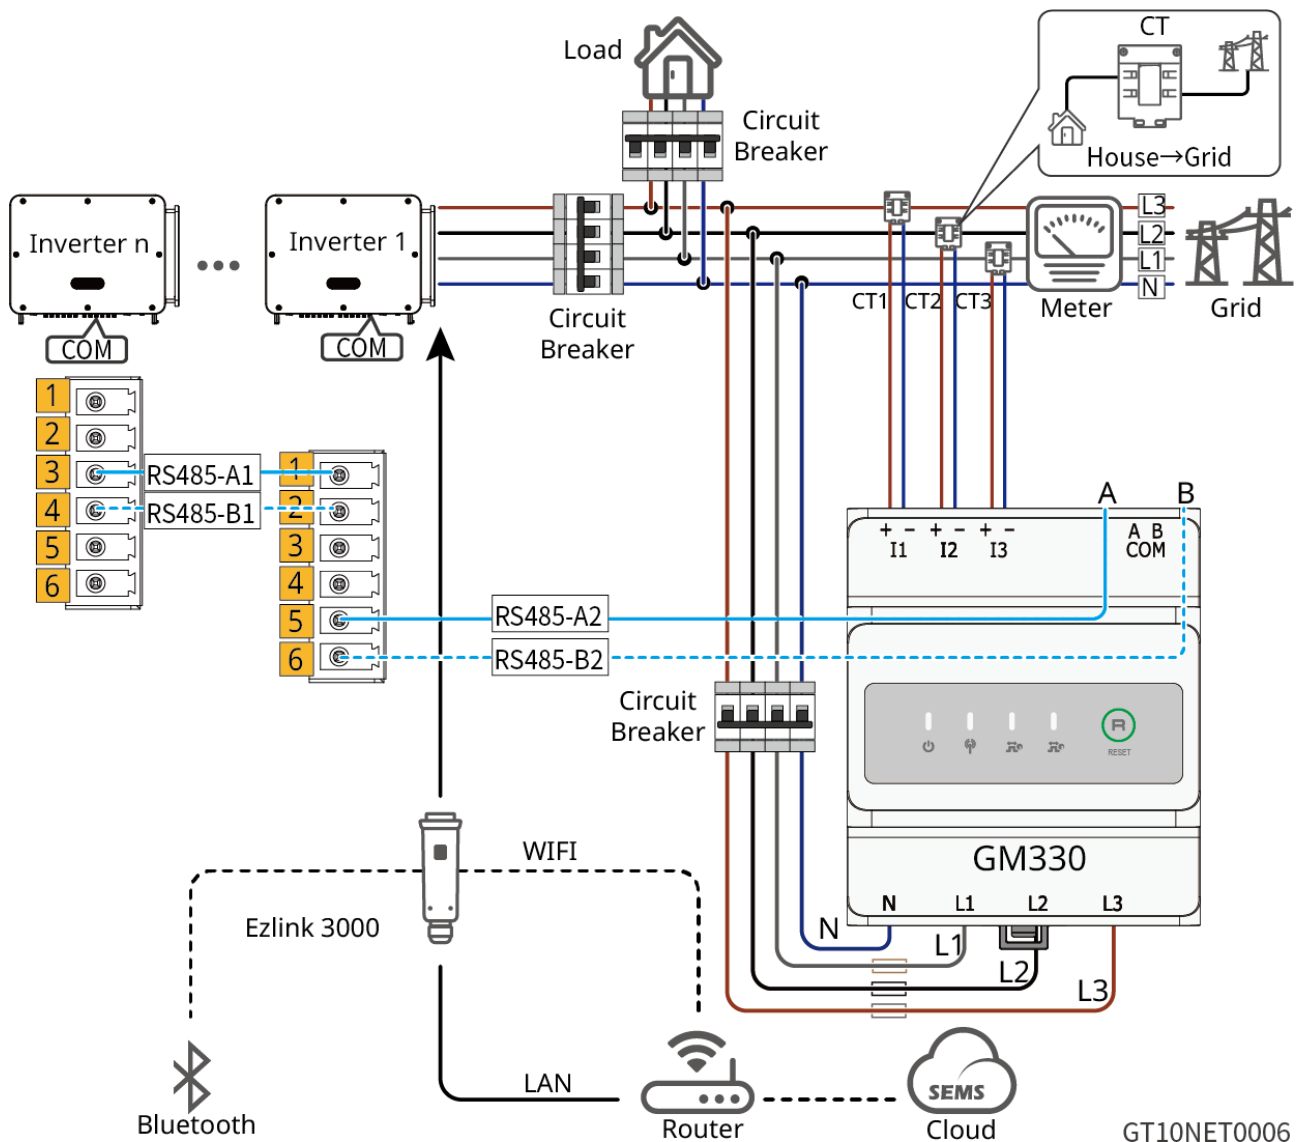 CT
House→Grid
Load
Circuit
Breaker
Inverter n
Inverter 1
COM
COM
Circuit
Breaker
L3
L2
L1
N
CT1
CT2
CT3
Meter
Grid
1
2
3
4
5
6
RS485-A1
RS485-B1
1
2
3
4
5
6
RS485-A2
RS485-B2
A
B
+ −
+ −
+ −
I1
I2
I3
A B
COM
Circuit
Breaker
R
RESET
GM330
N
L1
L2
L3
N
L1
L2
L3
WIFI
Ezlink 3000
LAN
Bluetooth
Router
SEMS
Cloud
GT10NET0006